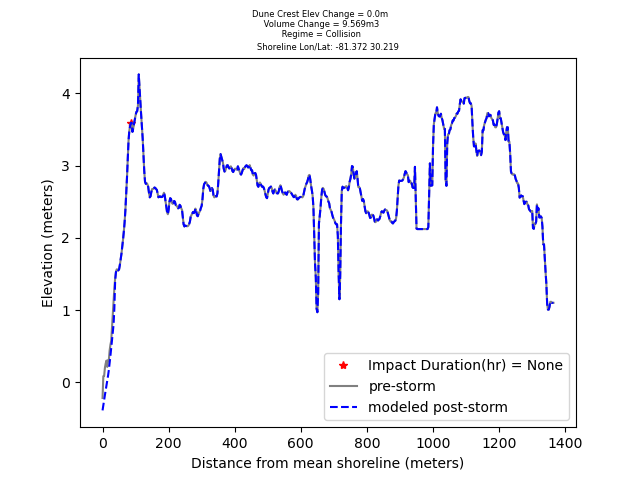 Dune Crest Elev Change = 0.0m
Volume Change = 9.569m3
Regime = Collision
Shoreline Lon/Lat: -81.372 30.219
Elevation (meters)
4
3
2
1
0
Impact Duration(hr) = None
pre-storm
modeled post-storm
0 200 400 600 800 1000 1200 1400
Distance from mean shoreline (meters)